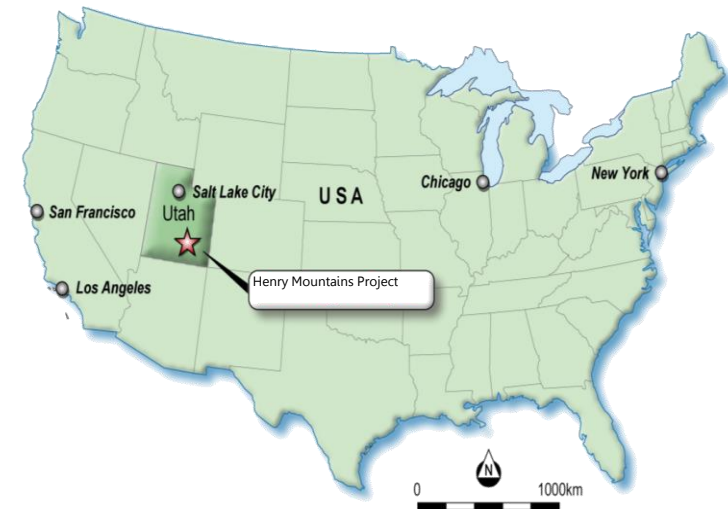 Chicago
New York
Salt Lake City
USA
Utah
San Francisco
Henry Mountains Project
Los Angeles
N
0 1000km